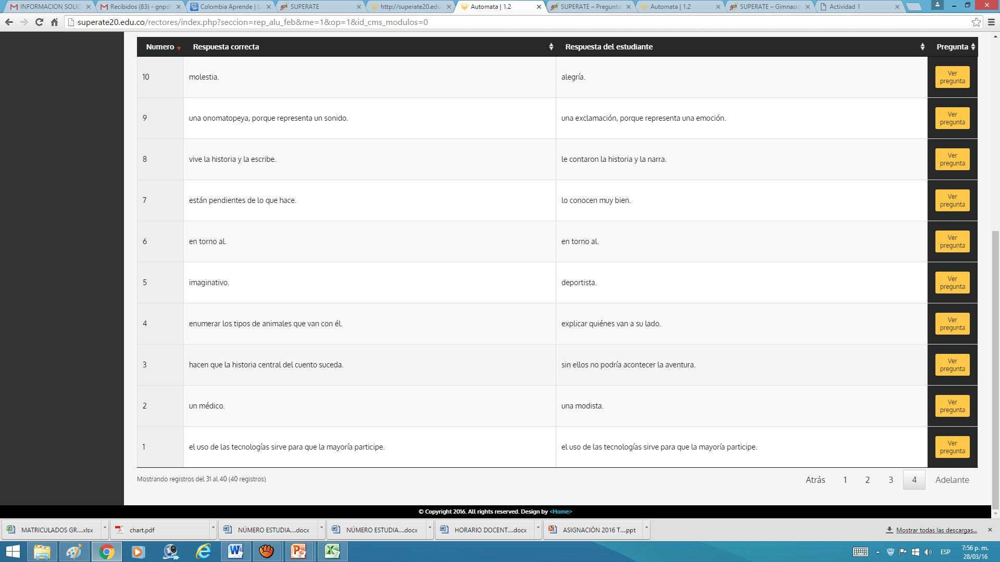 INFORMACION SOLIC
Recibidos (83) - gnpdi
Colombia Aprende | L
SUPERATE
http://superate20.edu.
Automata | 1.2
SUPERATE – Pregunta
Automata | 1.2
SUPERATE – Gimnasio
Actividad 1
superate20.edu.co/rectores/index.php?seccion=rep_alu_feb&me=1&op=1&id_cms_modulos=0
Numero Respuesta correcta Respuesta del estudiante Pregunta
10 molestia. alegría. Ver pregunta
9 una onomatopeya, porque representa un sonido. una exclamación, porque representa una emoción. Ver pregunta
8 vive la historia y la escribe. le contaron la historia y la narra. Ver pregunta
7 están pendientes de lo que hace. lo conocen muy bien. Ver pregunta
6 en torno al. en torno al. Ver pregunta
5 imaginativo. deportista. Ver pregunta
4 enumerar los tipos de animales que van con él. explicar quiénes van a su lado. Ver pregunta
3 hacen que la historia central del cuento suceda. sin ellos no podría acontecer la aventura. Ver pregunta
2 un médico. una modista. Ver pregunta
1 el uso de las tecnologías sirve para que la mayoría participe. el uso de las tecnologías sirve para que la mayoría participe. Ver pregunta
Mostrando registros del 31 al 40 (40 registros)
Atrás 1 2 3 4 Adelante
© Copyright 2016. All rights reserved. Design by <Home>
MATRICULADOS GR....xlsx
chart.pdf
NÚMERO ESTUDIA....docx
NÚMERO ESTUDIA....docx
HORARIO DOCENT....docx
ASIGNACIÓN 2016 T....ppt
Mostrar todas las descargas...
ESP
7:56 p. m.
28/03/16